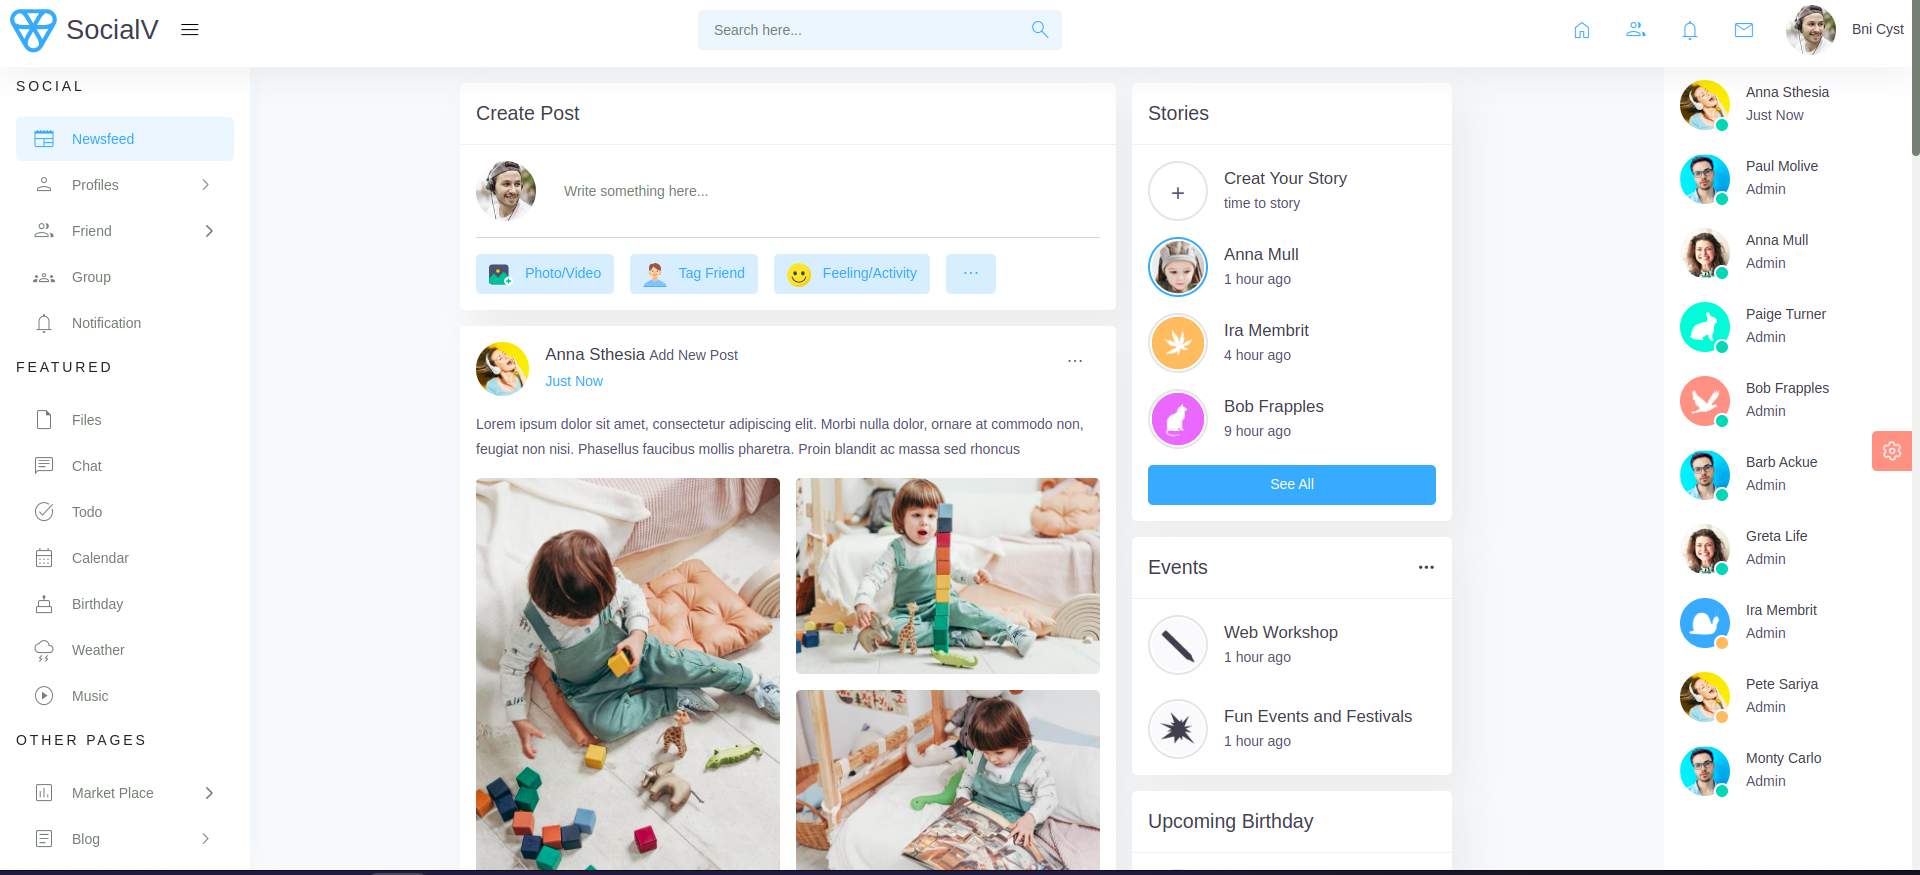 SocialV
Search here...
Bni Cyst
SOCIAL
Newsfeed
Profiles
Friend
Group
Notification
FEATURED
Files
Chat
Todo
Calendar
Birthday
Weather
Music
OTHER PAGES
Market Place
Blog
Create Post
Write something here...
Photo/Video
Tag Friend
Feeling/Activity
Anna Sthesia Add New Post
Just Now
Lorem ipsum dolor sit amet, consectetur adipiscing elit. Morbi nulla dolor, ornare at commodo non,
feugiat non nisi. Phasellus faucibus mollis pharetra. Proin blandit ac massa sed rhoncus
Stories
Creat Your Story
time to story
Anna Mull
1 hour ago
Ira Membrit
4 hour ago
Bob Frapples
9 hour ago
See All
Events
Web Workshop
1 hour ago
Fun Events and Festivals
1 hour ago
Upcoming Birthday
Anna Sthesia
Just Now
Paul Molive
Admin
Anna Mull
Admin
Paige Turner
Admin
Bob Frapples
Admin
Barb Ackue
Admin
Greta Life
Admin
Ira Membrit
Admin
Pete Sariya
Admin
Monty Carlo
Admin